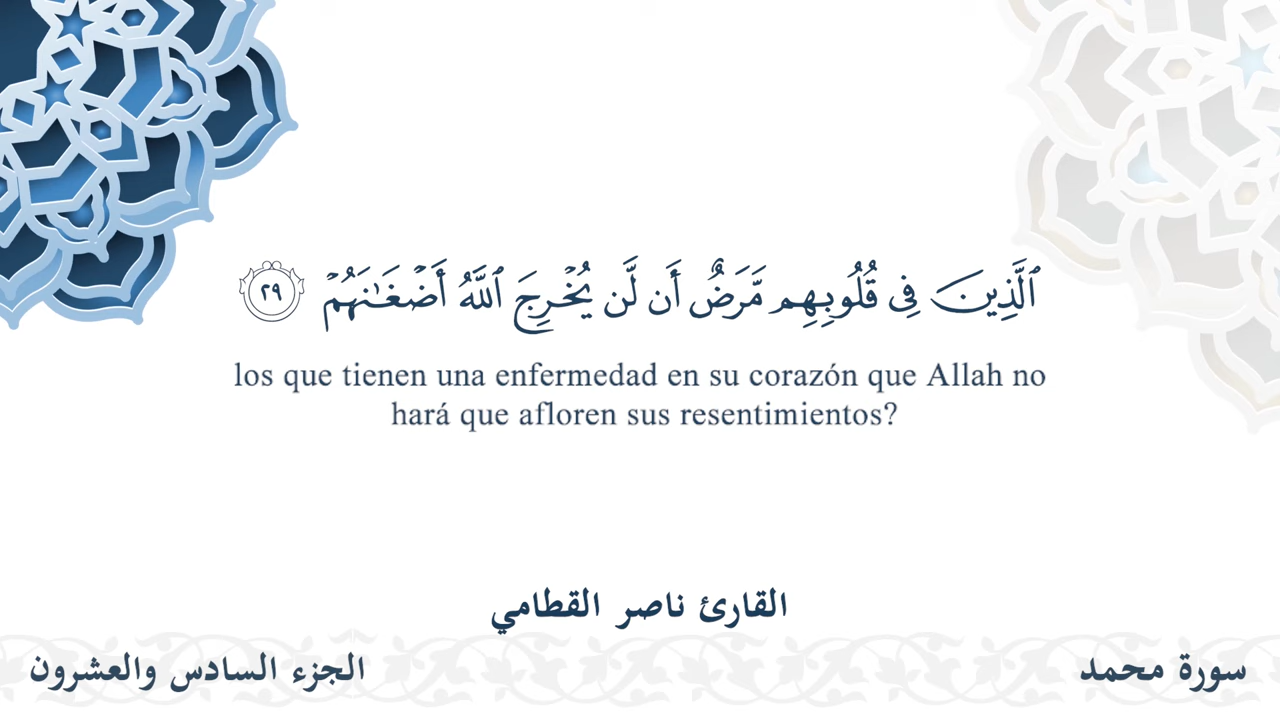 ٱلَّذِينَ فِى قُلُوبِهِم مَّرَضٌ أَن لَّن يُخْرِجَ ٱللَّهُ أَضْغَـٰنَهُمْ ٢٩
los que tienen una enfermedad en su corazón que Allah no
hará que afloren sus resentimientos?
القارئ ناصر القطامي
سورة محمد
الجزء السادس والعشرون